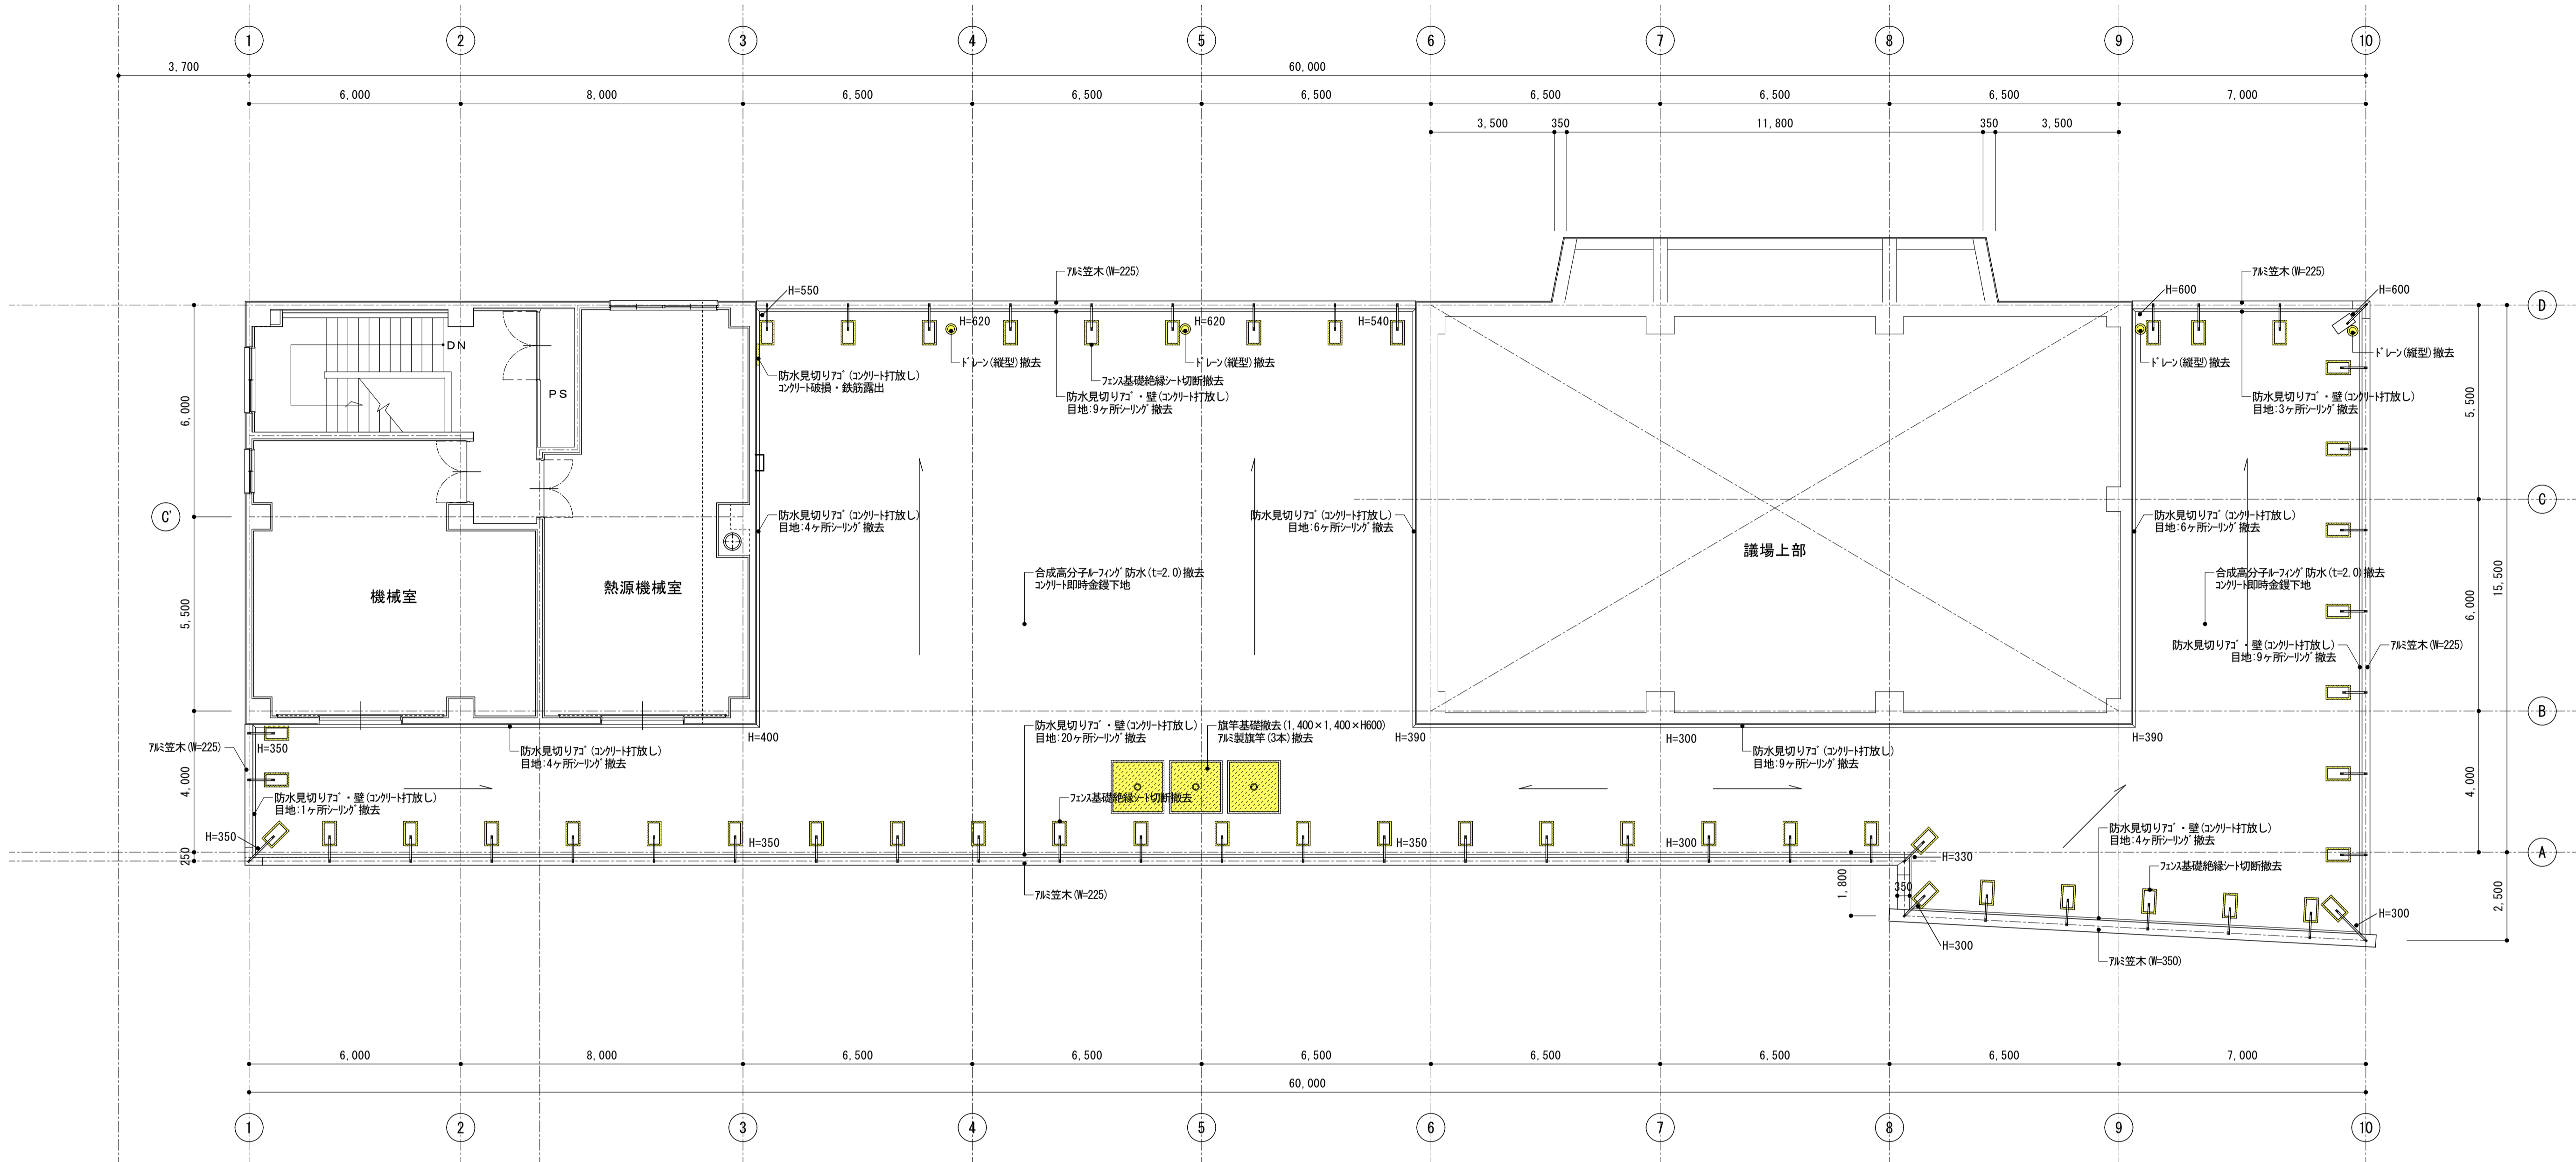 1 2 3 4 5 6 7 8 9 10
3,700 60,000
6,000 8,000 6,500 6,500 6,500 6,500 6,500 6,500 7,000
3,500 350 11,800 350 3,500
アルミ笠木(W=225)
アルミ笠木(W=225)
H=550
H=600
H=600
D
H=620
H=620
H=540
DN
ドレーン(縦型)撤去
ドレーン(縦型)撤去
ドレーン(縦型)撤去
ドレーン(縦型)撤去
防水見切りアゴ(コンクリート打放し)
コンクリート破損・鉄筋露出
フェンス基礎絶縁シート切断撤去
PS
防水見切りアゴ・壁(コンクリート打放し)
目地:9ヶ所シーリング撤去
防水見切りアゴ・壁(コンクリート打放し)
目地:3ヶ所シーリング撤去
6,000
5,500
C
C'
防水見切りアゴ(コンクリート打放し)
目地:4ヶ所シーリング撤去
防水見切りアゴ(コンクリート打放し)
目地:6ヶ所シーリング撤去
防水見切りアゴ(コンクリート打放し)
目地:6ヶ所シーリング撤去
議場上部
機械室
熱源機械室
合成高分子ルーフィング防水(t=2.0)撤去
コンクリート即時金鏝下地
合成高分子ルーフィング防水(t=2.0)撤去
コンクリート即時金鏝下地
5,500
6,000
15,500
防水見切りアゴ・壁(コンクリート打放し)
目地:9ヶ所シーリング撤去
アルミ笠木(W=225)
B
アルミ笠木(W=225)
H=350
防水見切りアゴ(コンクリート打放し)
目地:4ヶ所シーリング撤去
H=400
防水見切りアゴ・壁(コンクリート打放し)
目地:20ヶ所シーリング撤去
旗竿基礎撤去(1,400×1,400×H600)
アルミ製旗竿(3本)撤去
H=390
H=300
防水見切りアゴ(コンクリート打放し)
目地:9ヶ所シーリング撤去
H=390
4,000
4,000
防水見切りアゴ・壁(コンクリート打放し)
目地:1ヶ所シーリング撤去
フェンス基礎絶縁シート切断撤去
H=350
H=350
H=350
H=300
防水見切りアゴ・壁(コンクリート打放し)
目地:4ヶ所シーリング撤去
H=330
フェンス基礎絶縁シート切断撤去
250
A
アルミ笠木(W=225)
1,800
350
2,500
H=300
H=300
アルミ笠木(W=350)
6,000 8,000 6,500 6,500 6,500 6,500 6,500 6,500 7,000
60,000
1 2 3 4 5 6 7 8 9 10